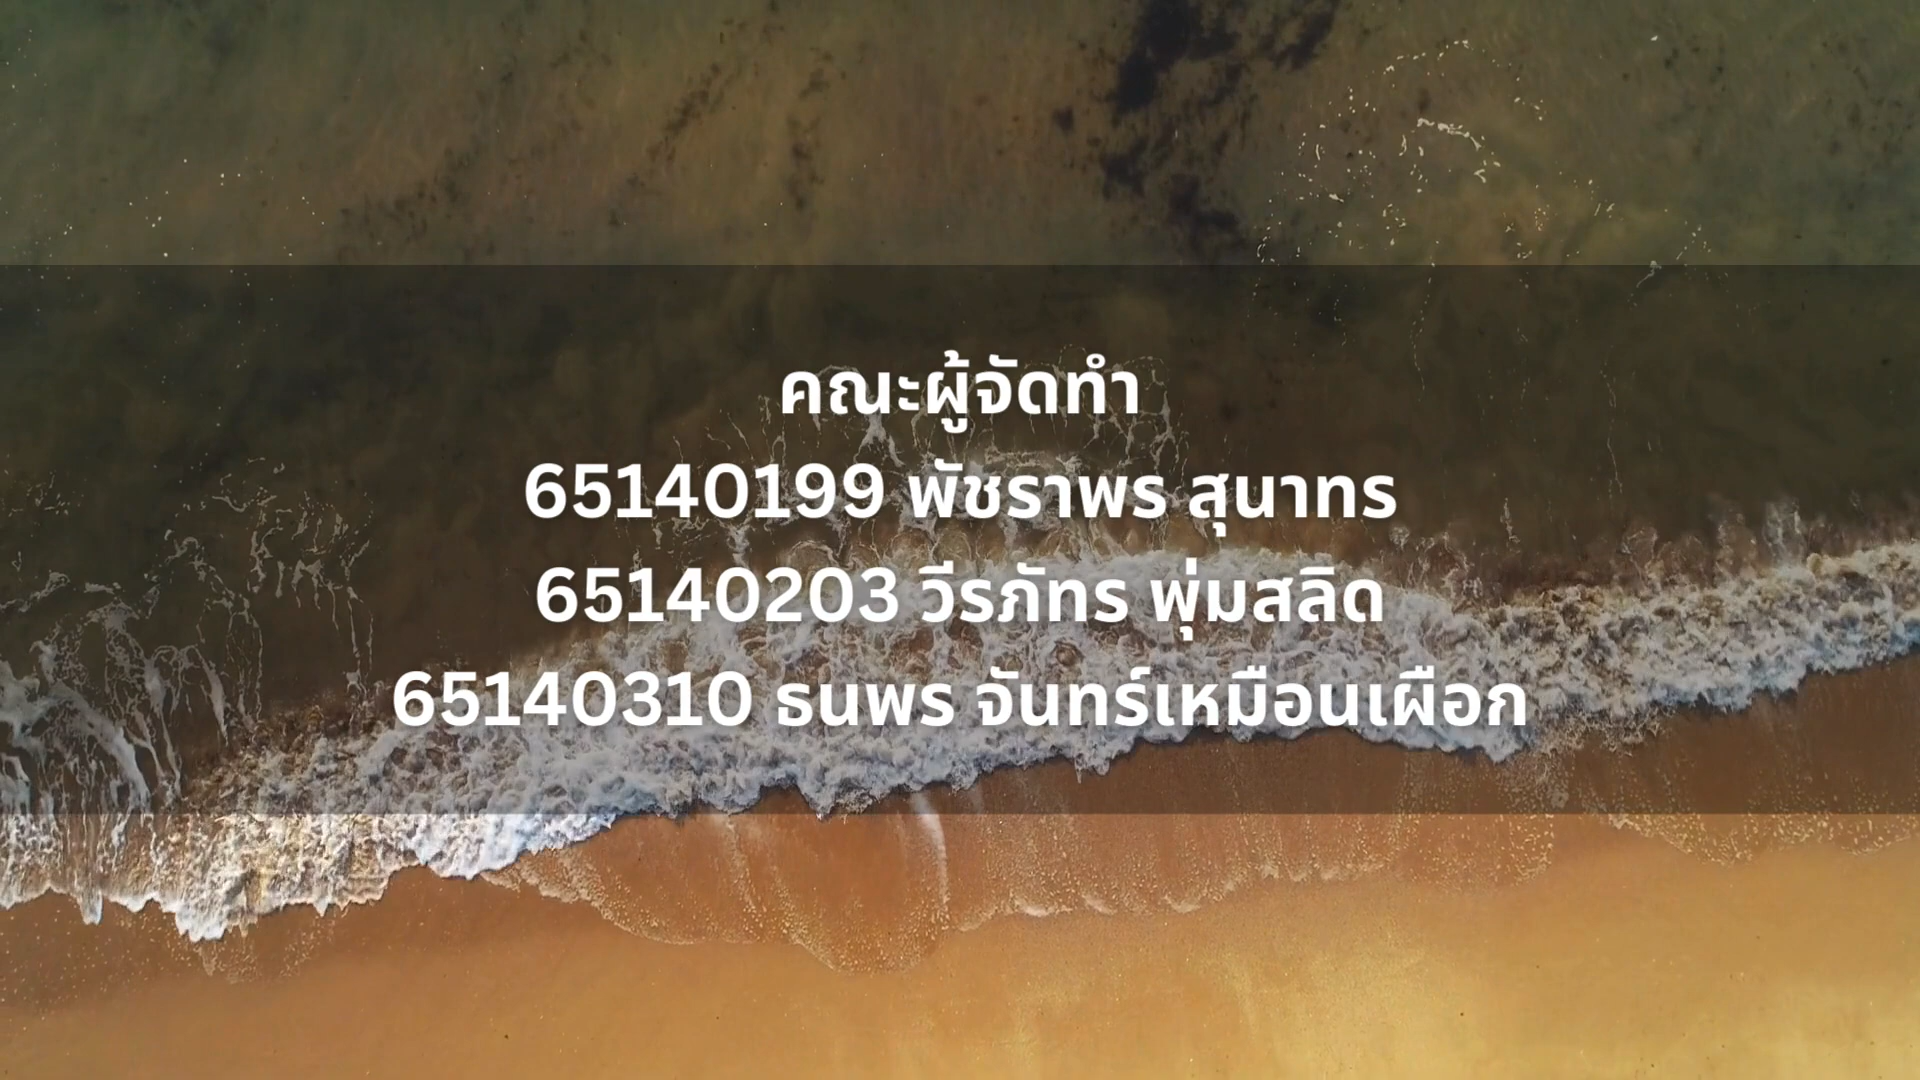 คณะผู้จัดทำ
65140199 พัชราพร สุนาทร
65140203 วีรภัทร พุ่มสลิด
65140310 ธนพร จันทร์เหมือนเผือก